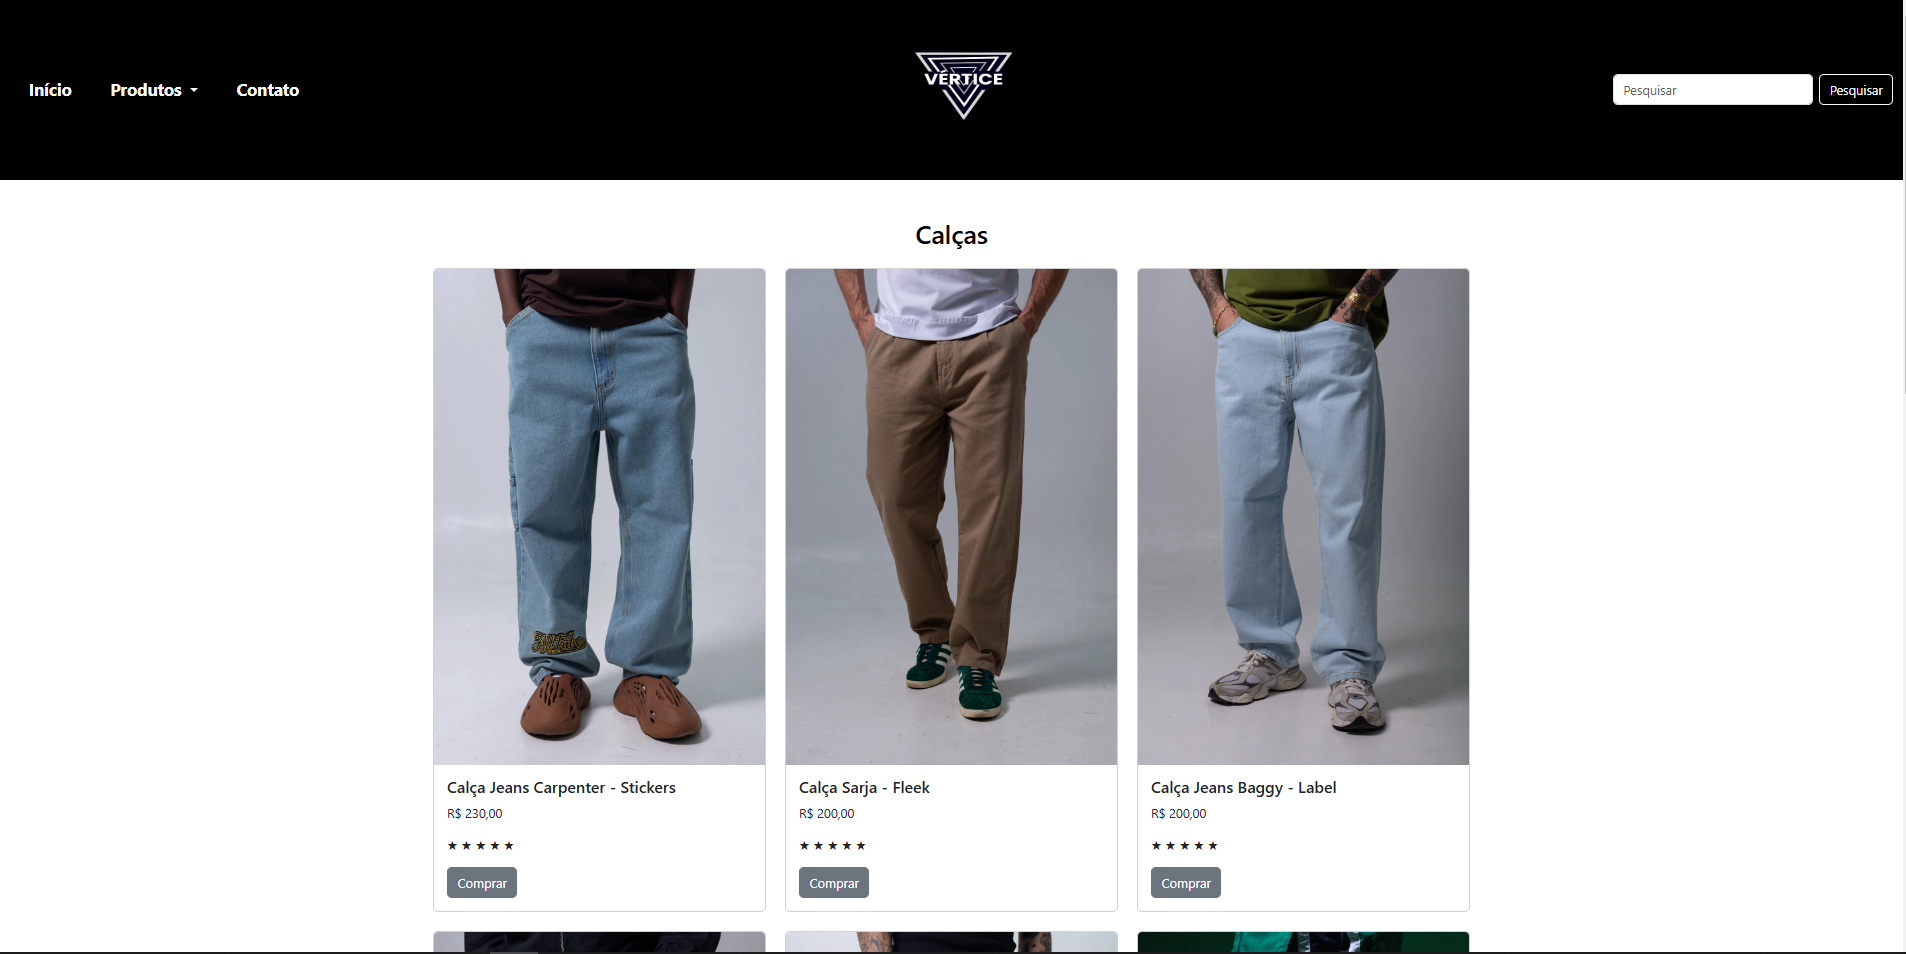 Início
Produtos
Contato
VÉRTICE
Pesquisar
Pesquisar
Calças
Calça Jeans Carpenter - Stickers
R$ 230,00
★ ★ ★ ★ ★
Comprar
Calça Sarja - Fleek
R$ 200,00
★ ★ ★ ★ ★
Comprar
Calça Jeans Baggy - Label
R$ 200,00
★ ★ ★ ★ ★
Comprar